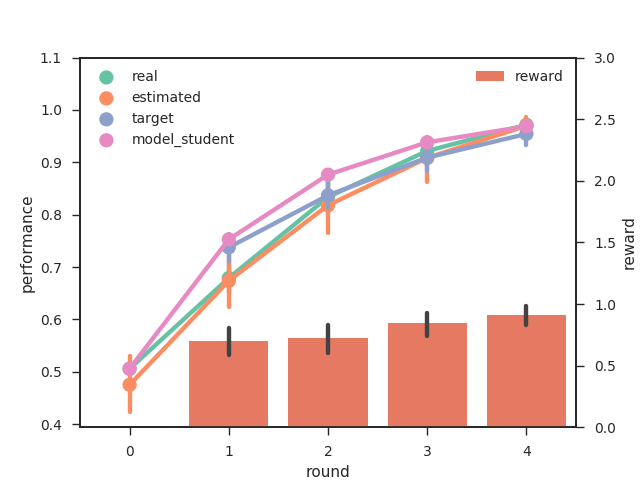 real
estimated
target
model_student
reward
performance
1.1
1.0
0.9
0.8
0.7
0.6
0.5
0.4
3.0
2.5
2.0
1.5
1.0
0.5
0.0
reward
0 1 2 3 4
round